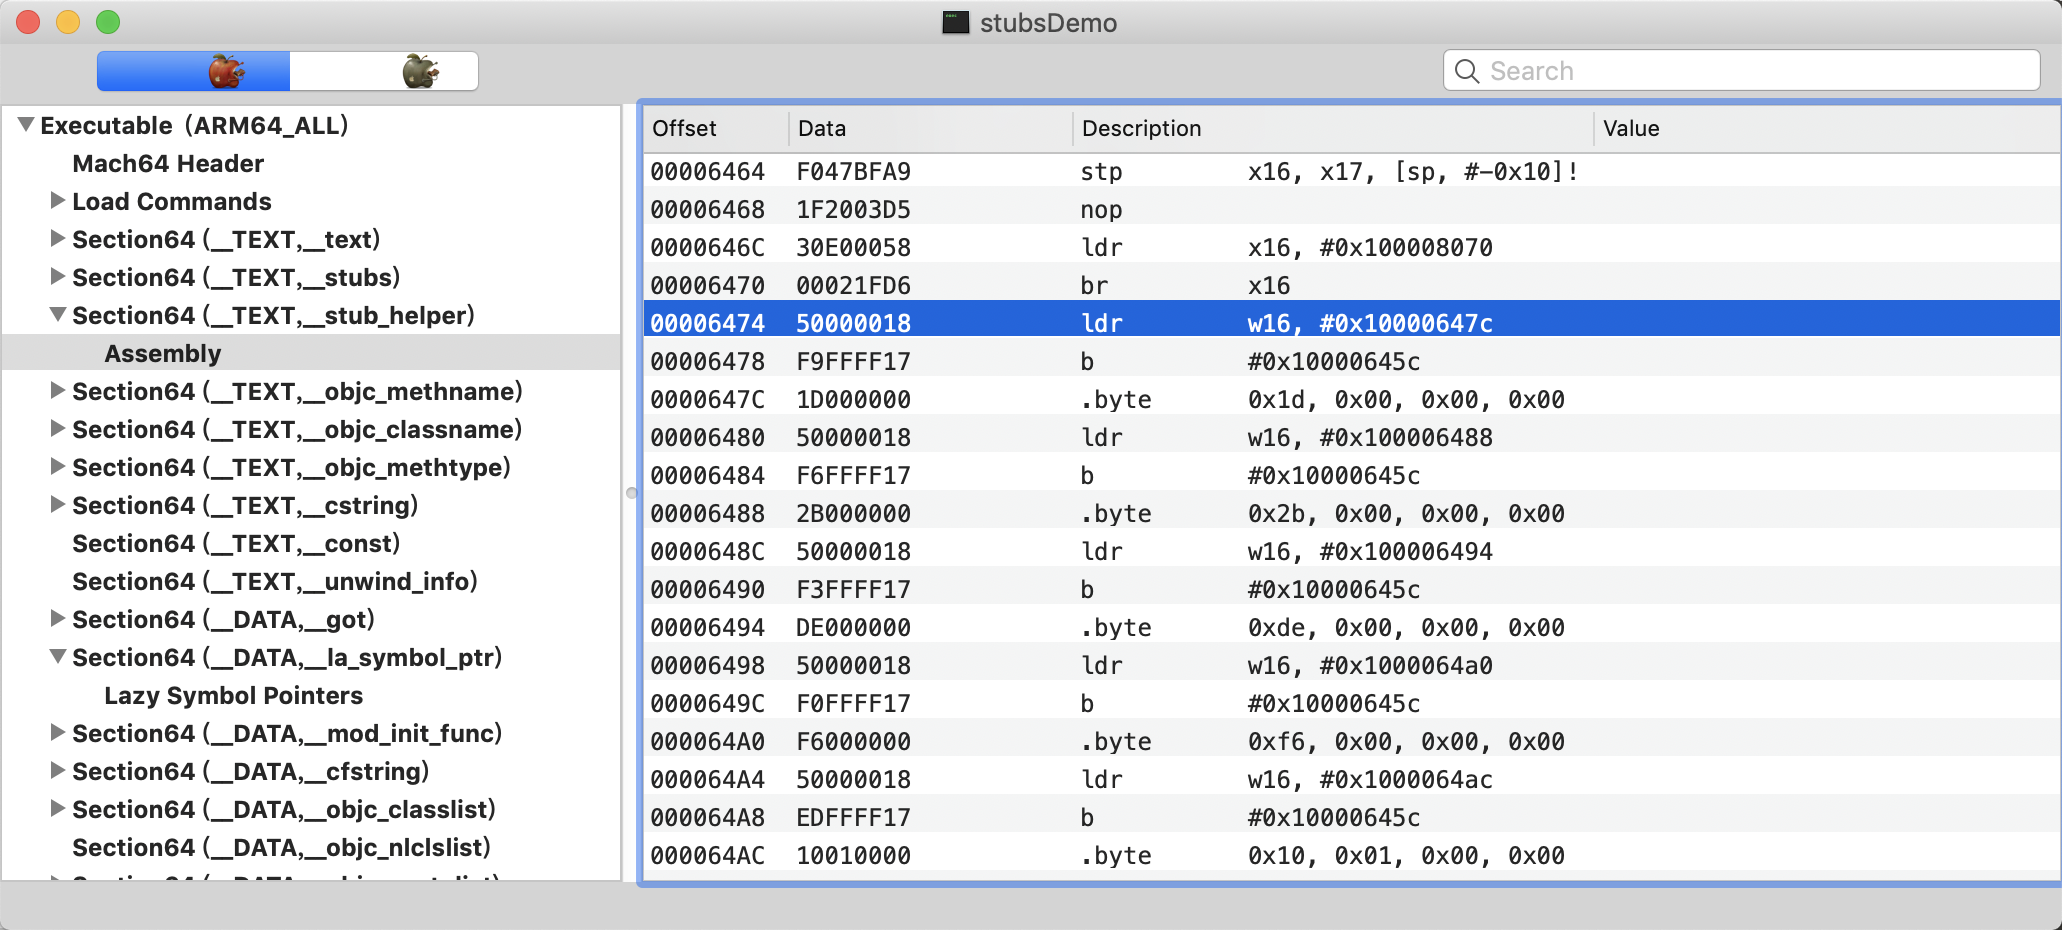 stubsDemo
Search
Executable (ARM64_ALL)
Mach64 Header
Load Commands
Section64 (__TEXT,__text)
Section64 (__TEXT,__stubs)
Section64 (__TEXT,__stub_helper)
Assembly
Section64 (__TEXT,__objc_methname)
Section64 (__TEXT,__objc_classname)
Section64 (__TEXT,__objc_methtype)
Section64 (__TEXT,__cstring)
Section64 (__TEXT,__const)
Section64 (__TEXT,__unwind_info)
Section64 (__DATA,__got)
Section64 (__DATA,__la_symbol_ptr)
Lazy Symbol Pointers
Section64 (__DATA,__mod_init_func)
Section64 (__DATA,__cfstring)
Section64 (__DATA,__objc_classlist)
Section64 (__DATA,__objc_nlclslist)
Offset Data Description Value
00006464 F047BFA9 stp x16, x17, [sp, #-0x10]!
00006468 1F2003D5 nop
0000646C 30E00058 ldr x16, #0x100008070
00006470 00021FD6 br x16
00006474 50000018 ldr w16, #0x10000647c
00006478 F9FFFF17 b #0x10000645c
0000647C 1D000000 .byte 0x1d, 0x00, 0x00, 0x00
00006480 50000018 ldr w16, #0x100006488
00006484 F6FFFF17 b #0x10000645c
00006488 2B000000 .byte 0x2b, 0x00, 0x00, 0x00
0000648C 50000018 ldr w16, #0x100006494
00006490 F3FFFF17 b #0x10000645c
00006494 DE000000 .byte 0xde, 0x00, 0x00, 0x00
00006498 50000018 ldr w16, #0x1000064a0
0000649C F0FFFF17 b #0x10000645c
000064A0 F6000000 .byte 0xf6, 0x00, 0x00, 0x00
000064A4 50000018 ldr w16, #0x1000064ac
000064A8 EDFFFF17 b #0x10000645c
000064AC 10010000 .byte 0x10, 0x01, 0x00, 0x00